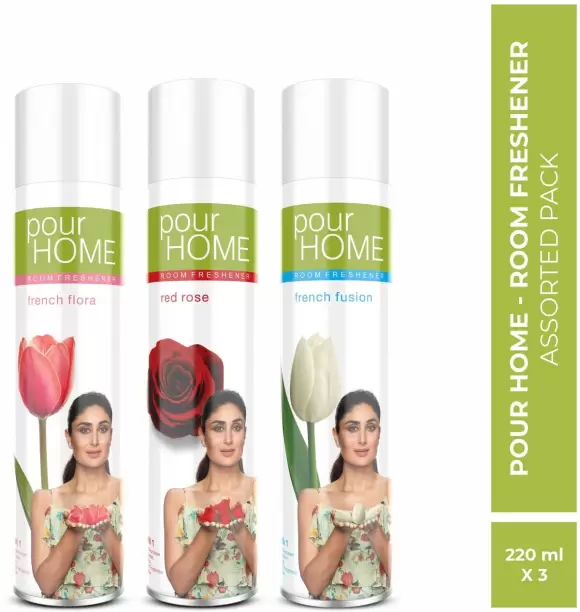 pour
HOME
ROOM FRESHENER
french flora
pour
HOME
ROOM FRESHENER
red rose
pour
HOME
ROOM FRESHENER
french fusion
POUR HOME - ROOM FRESHENER
ASSORTED PACK
220 ml
X 3